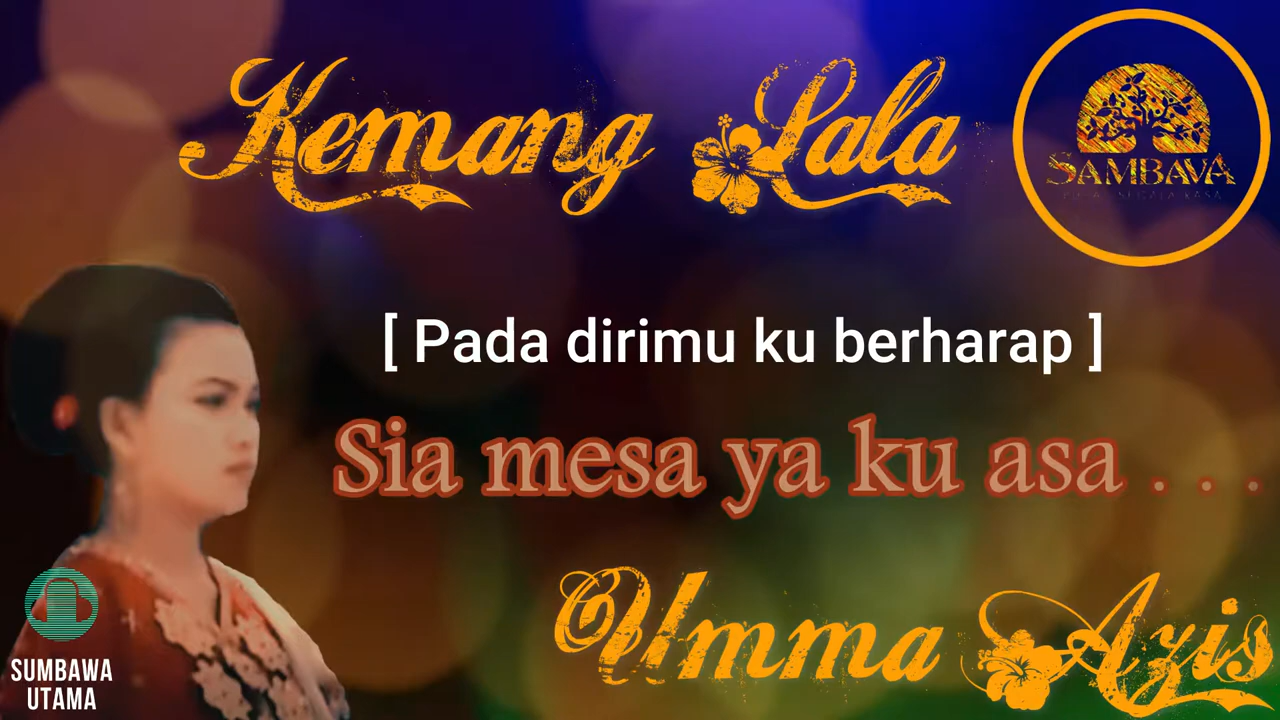 Kemang Lala
SAMBAVA
[ Pada dirimu ku berharap ]
Sia mesa ya ku asa . . .
Umma Azis
SUMBAWA
UTAMA